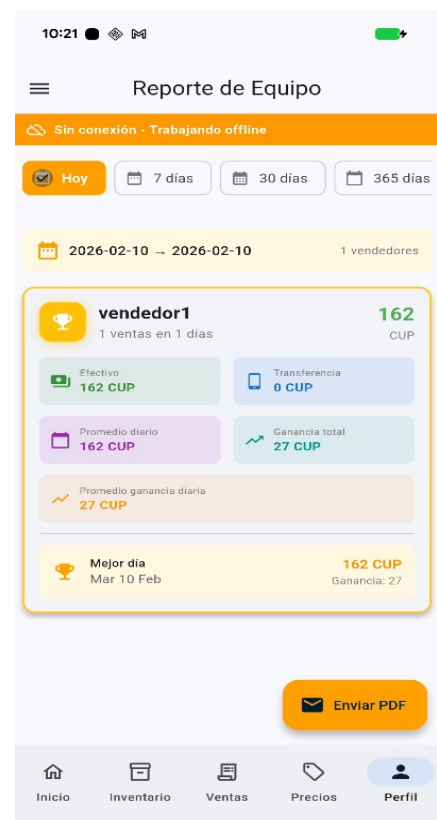 10:21
Reporte de Equipo
Sin conexión - Trabajando offline
Hoy
7 días
30 días
365 días
2026-02-10 → 2026-02-10
1 vendedores
vendedor1
162
1 ventas en 1 días
CUP
Efectivo
162 CUP
Transferencia
0 CUP
Promedio diario
162 CUP
Ganancia total
27 CUP
Promedio ganancia diaria
27 CUP
Mejor día
162 CUP
Mar 10 Feb
Ganancia: 27
Enviar PDF
Inicio
Inventario
Ventas
Precios
Perfil